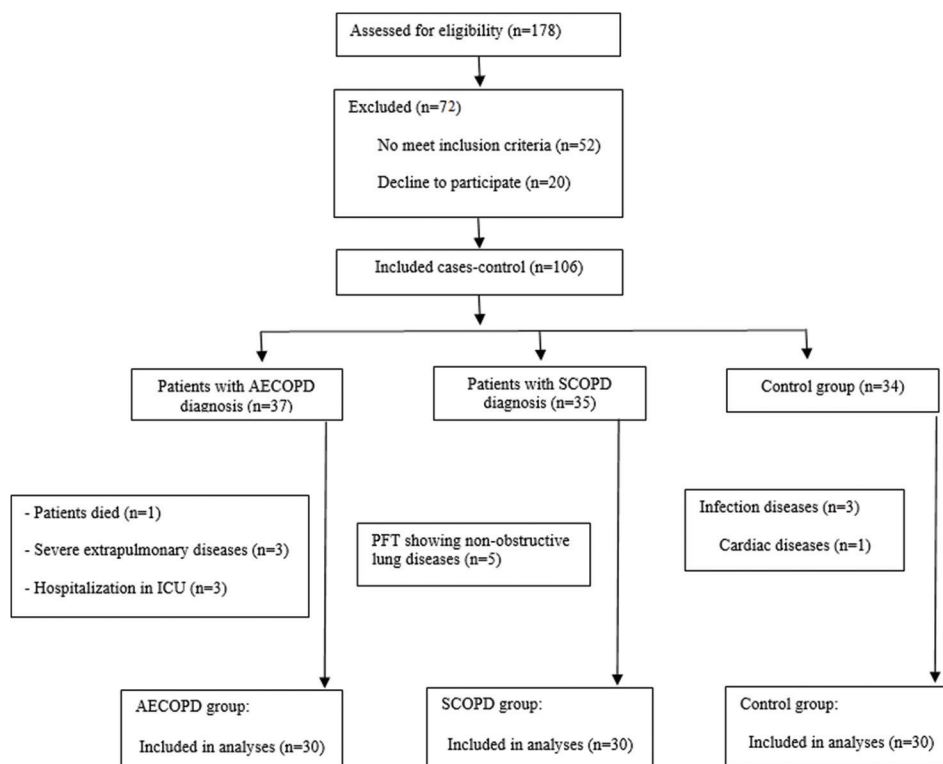 Assessed for eligibility (n=178)
Excluded (n=72)
No meet inclusion criteria (n=52)
Decline to participate (n=20)
Included cases-control (n=106)
Patients with AECOPD
diagnosis (n=37)
Patients with SCOPD
diagnosis (n=35)
Control group (n=34)
- Patients died (n=1)
- Severe extrapulmonary diseases (n=3)
- Hospitalization in ICU (n=3)
PFT showing non-obstructive
lung diseases (n=5)
Infection diseases (n=3)
Cardiac diseases (n=1)
AECOPD group:
Included in analyses (n=30)
SCOPD group:
Included in analyses (n=30)
Control group:
Included in analyses (n=30)